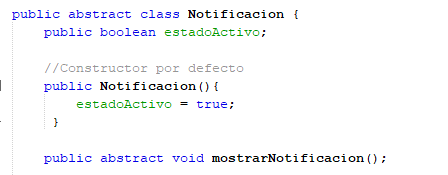 public abstract class Notificacion {
public boolean estadoActivo;
//Constructor por defecto
public Notificacion(){
estadoActivo = true;
}
public abstract void mostrarNotificacion();